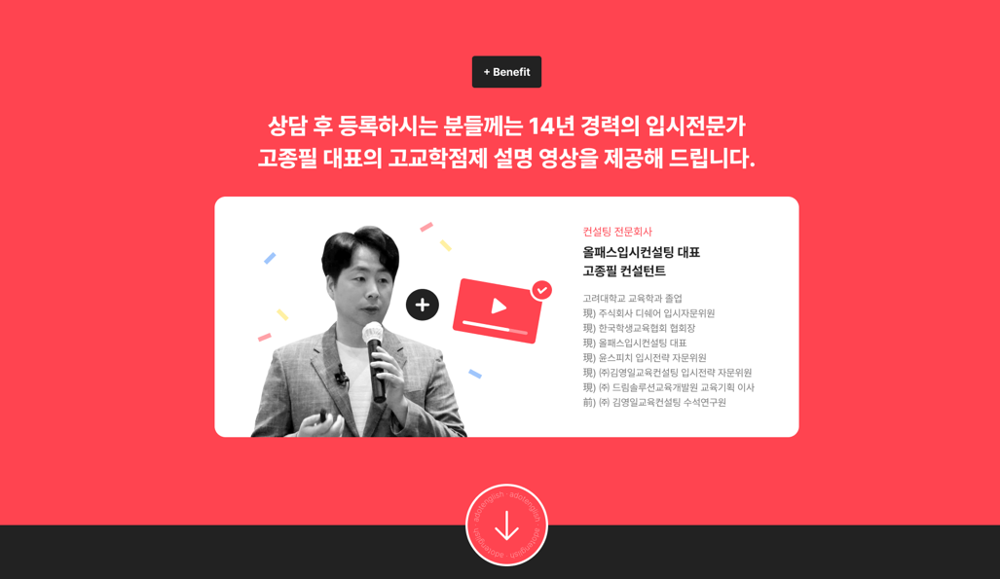 + Benefit
상담 후 등록하시는 분들께는 14년 경력의 입시전문가
고종필 대표의 고교학점제 설명 영상을 제공해 드립니다.
컨설팅 전문회사
올패스입시컨설팅 대표
고종필 컨설턴트
고려대학교 교육학과 졸업
現) 주식회사 디쉐어 입시자문위원
現) 한국학생교육협회 협회장
現) 올패스입시컨설팅 대표
現) 윤스피치 입시전략 자문위원
現) ㈜김영일교육컨설팅 입시전략 자문위원
現) ㈜ 드림솔루션교육개발원 교육기획 이사
前) ㈜ 김영일교육컨설팅 수석연구원
adotenglish · adotenglish · adotenglish · adotenglish ·